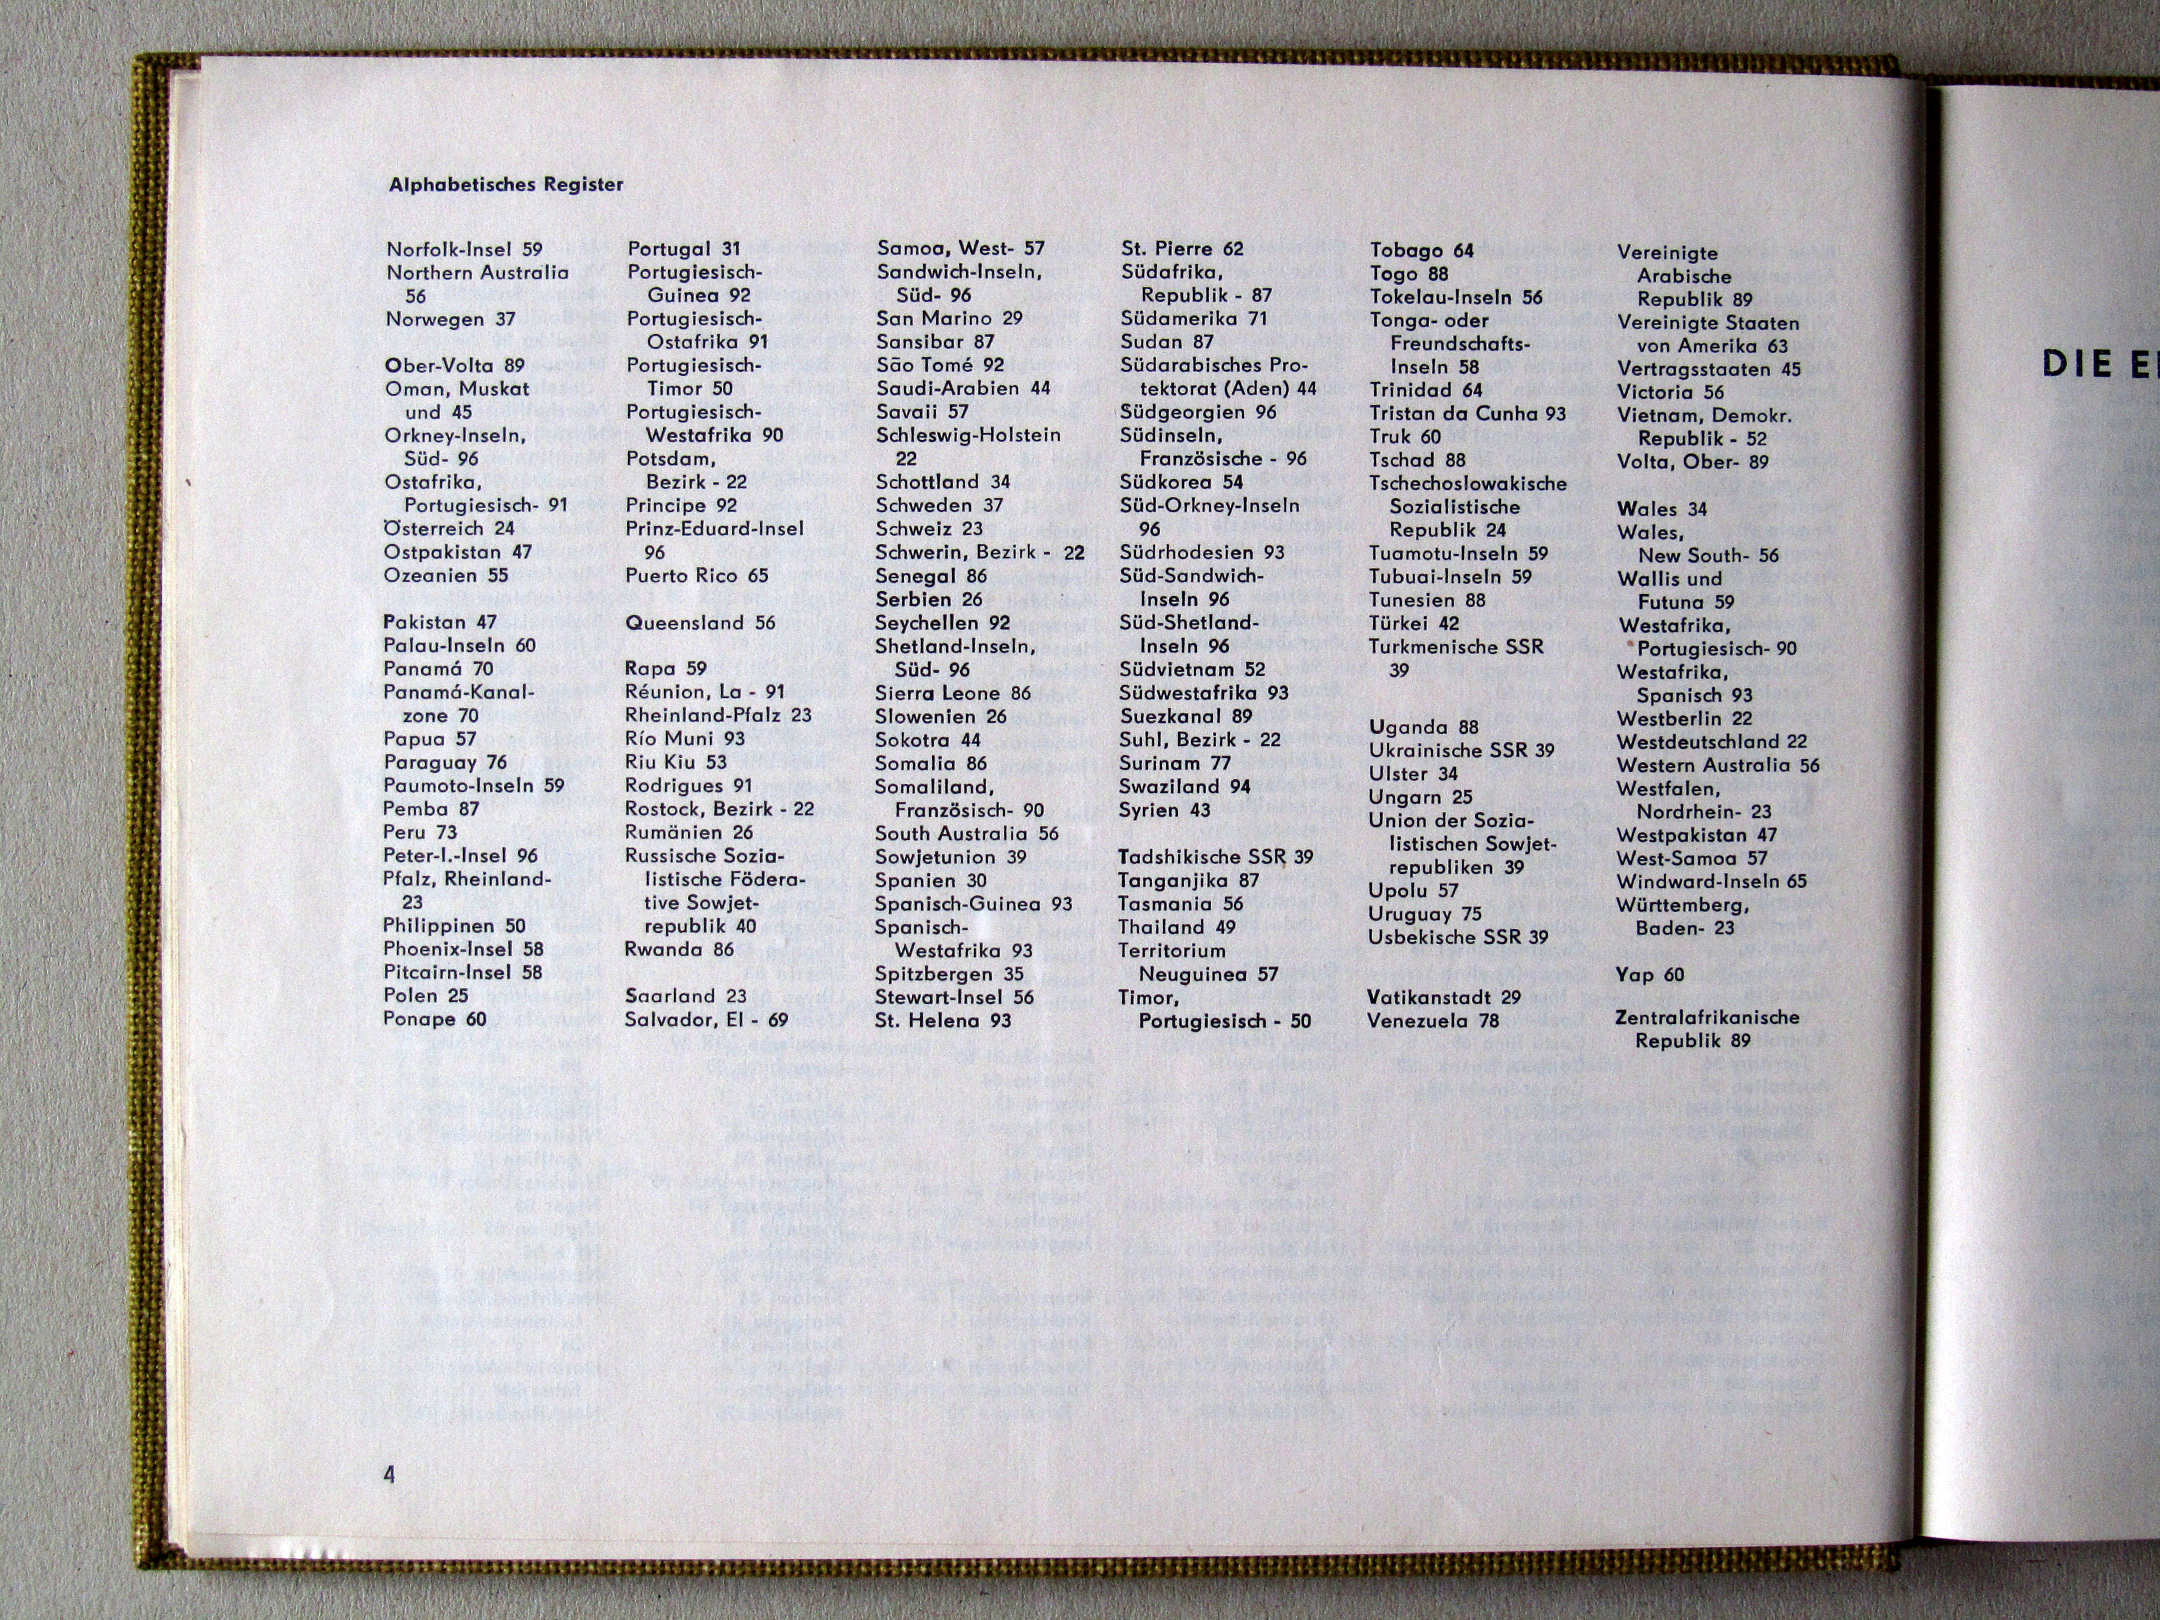 Alphabetisches Register
Norfolk-Insel 59
Northern Australia
56
Norwegen 37
Ober-Volta 89
Oman, Muskat
und 45
Orkney-Inseln,
Süd- 96
Ostafrika,
Portugiesisch- 91
Österreich 24
Ostpakistan 47
Ozeanien 55
Pakistan 47
Palau-Inseln 60
Panamá 70
Panamá-Kanal-
zone 70
Papua 57
Paraguay 76
Paumoto-Inseln 59
Pemba 87
Peru 73
Peter-I.-Insel 96
Pfalz, Rheinland-
23
Philippinen 50
Phoenix-Insel 58
Pitcairn-Insel 58
Polen 25
Ponape 60
Portugal 31
Portugiesisch-
Guinea 92
Portugiesisch-
Ostafrika 91
Portugiesisch-
Timor 50
Portugiesisch-
Westafrika 90
Potsdam,
Bezirk - 22
Principe 92
Prinz-Eduard-Insel
96
Puerto Rico 65
Queensland 56
Rapa 59
Réunion, La - 91
Rheinland-Pfalz 23
Río Muni 93
Riu Kiu 53
Rodrigues 91
Rostock, Bezirk - 22
Rumänien 26
Russische Sozia-
listische Födera-
tive Sowjet-
republik 40
Rwanda 86
Saarland 23
Salvador, El - 69
Samoa, West- 57
Sandwich-Inseln,
Süd- 96
San Marino 29
Sansibar 87
São Tomé 92
Saudi-Arabien 44
Savaii 57
Schleswig-Holstein
22
Schottland 34
Schweden 37
Schweiz 23
Schwerin, Bezirk - 22
Senegal 86
Serbien 26
Seychellen 92
Shetland-Inseln,
Süd- 96
Sierra Leone 86
Slowenien 26
Sokotra 44
Somalia 86
Somaliland,
Französisch- 90
South Australia 56
Sowjetunion 39
Spanien 30
Spanisch-Guinea 93
Spanisch-
Westafrika 93
Spitzbergen 35
Stewart-Insel 56
St. Helena 93
St. Pierre 62
Südafrika,
Republik - 87
Südamerika 71
Sudan 87
Südarabisches Pro-
tektorat (Aden) 44
Südgeorgien 96
Südinseln,
Französische - 96
Südkorea 54
Süd-Orkney-Inseln
96
Südrhodesien 93
Süd-Sandwich-
Inseln 96
Süd-Shetland-
Inseln 96
Südvietnam 52
Südwestafrika 93
Suezkanal 89
Suhl, Bezirk - 22
Surinam 77
Swaziland 94
Syrien 43
Tadshikische SSR 39
Tanganjika 87
Tasmania 56
Thailand 49
Territorium
Neuguinea 57
Timor,
Portugiesisch - 50
Tobago 64
Togo 88
Tokelau-Inseln 56
Tonga- oder
Freundschafts-
Inseln 58
Trinidad 64
Tristan da Cunha 93
Truk 60
Tschad 88
Tschechoslowakische
Sozialistische
Republik 24
Tuamotu-Inseln 59
Tubuai-Inseln 59
Tunesien 88
Türkei 42
Turkmenische SSR
39
Uganda 88
Ukrainische SSR 39
Ulster 34
Ungarn 25
Union der Sozia-
listischen Sowjet-
republiken 39
Upolu 57
Uruguay 75
Usbekische SSR 39
Vatikanstadt 29
Venezuela 78
Vereinigte
Arabische
Republik 89
Vereinigte Staaten
von Amerika 63
Vertragsstaaten 45
Victoria 56
Vietnam, Demokr.
Republik - 52
Volta, Ober- 89
Wales 34
Wales,
New South- 56
Wallis und
Futuna 59
Westafrika,
Portugiesisch- 90
Westafrika,
Spanisch 93
Westberlin 22
Westdeutschland 22
Western Australia 56
Westfalen,
Nordrhein- 23
Westpakistan 47
West-Samoa 57
Windward-Inseln 65
Württemberg,
Baden- 23
Yap 60
Zentralafrikanische
Republik 89
4
DIE